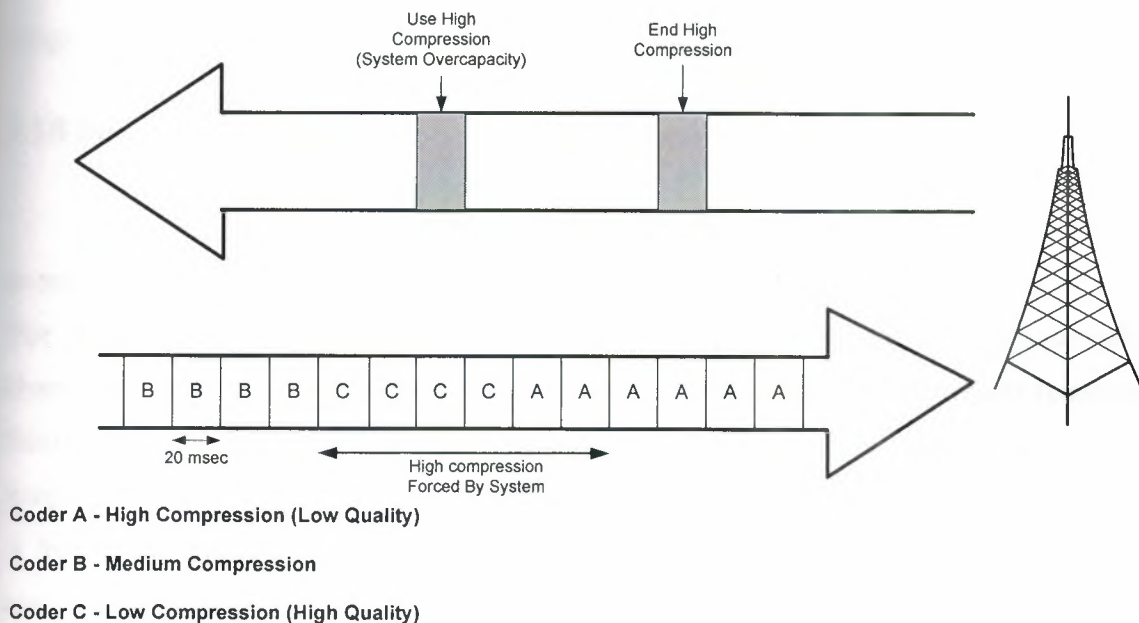 Use High
Compression
(System Overcapacity)
End High
Compression
B B B B C C C C A A A A A A
20 msec
High compression
Forced By System
Coder A - High Compression (Low Quality)
Coder B - Medium Compression
Coder C - Low Compression (High Quality)